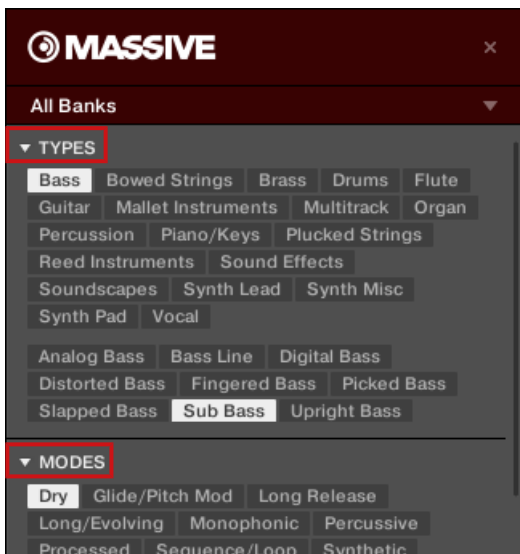 MASSIVE
All Banks
TYPES
Bass Bowed Strings Brass Drums Flute
Guitar Mallet Instruments Multitrack Organ
Percussion Piano/Keys Plucked Strings
Reed Instruments Sound Effects
Soundscapes Synth Lead Synth Misc
Synth Pad Vocal
Analog Bass Bass Line Digital Bass
Distorted Bass Fingered Bass Picked Bass
Slapped Bass Sub Bass Upright Bass
MODES
Dry Glide/Pitch Mod Long Release
Long/Evolving Monophonic Percussive
Processed Sequence/Loop Synthetic